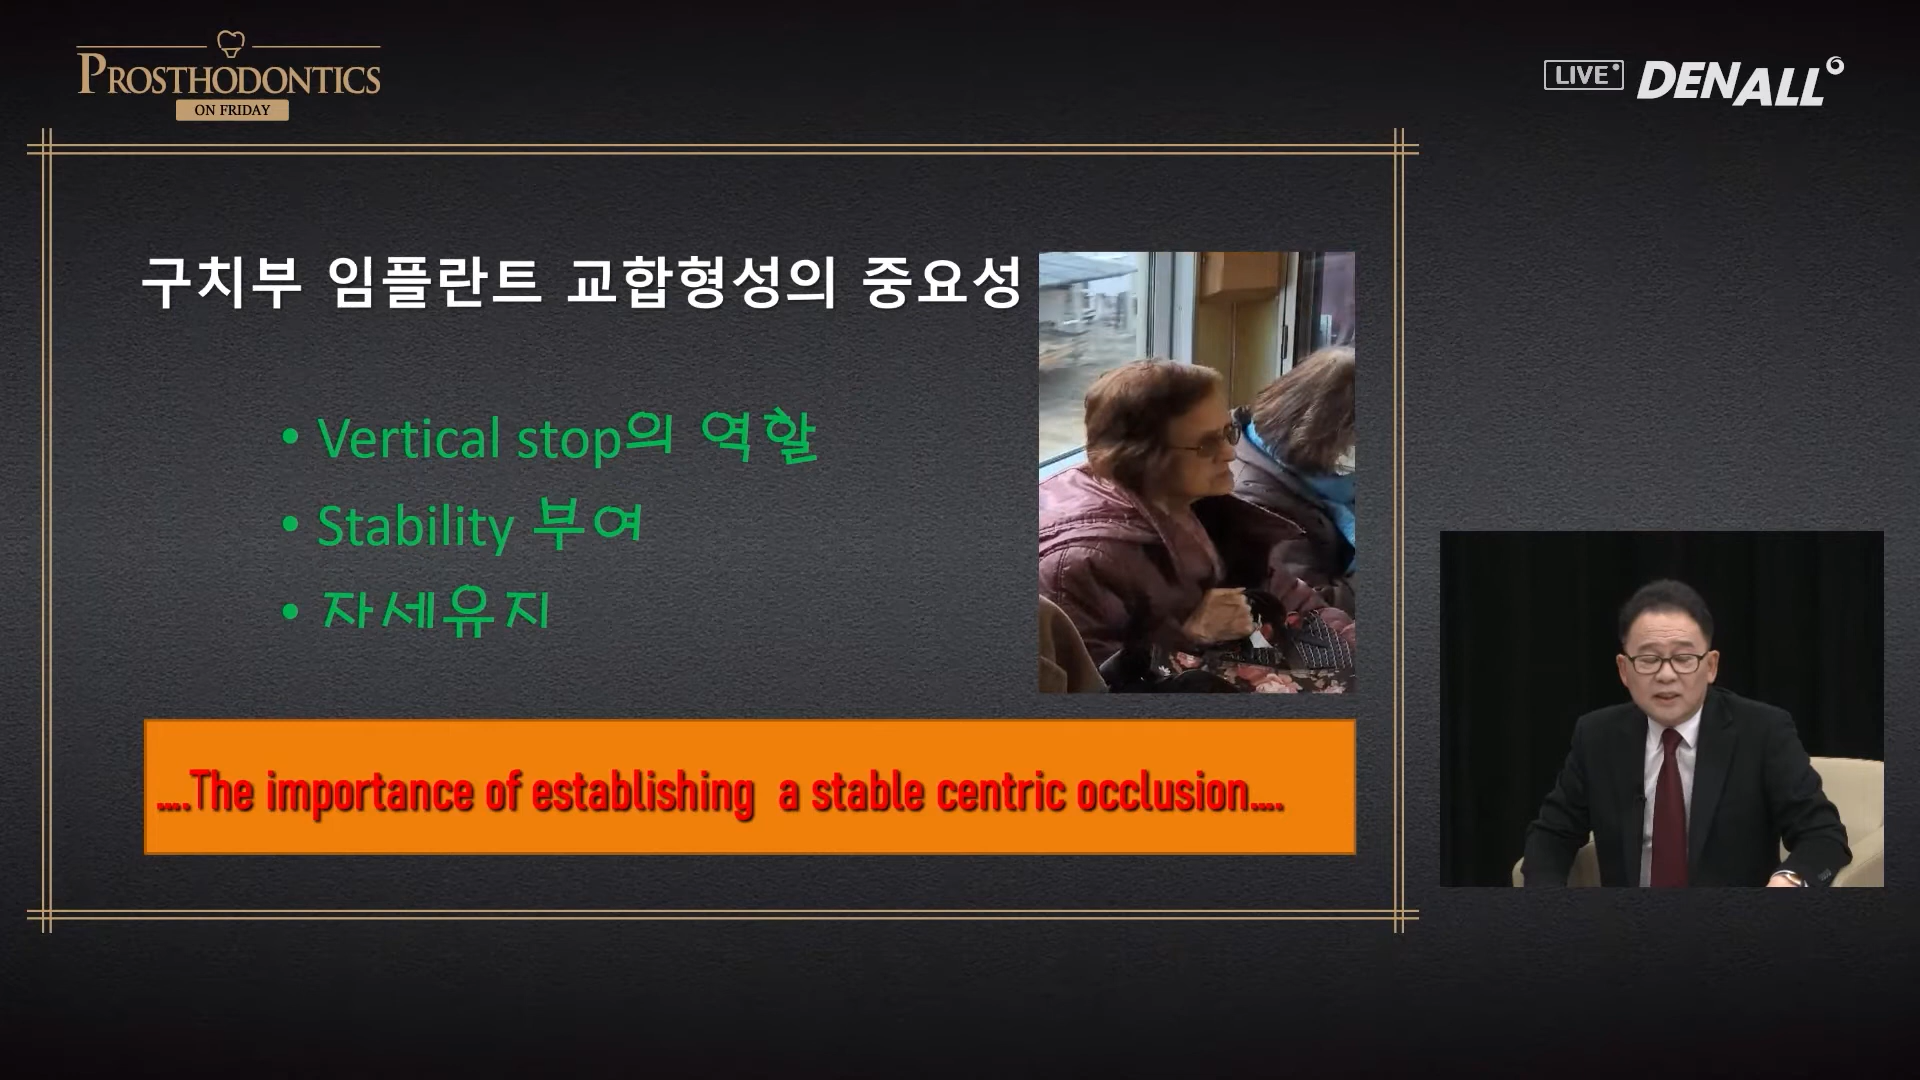 PROSTHODONTICS
ON FRIDAY
LIVE
DENALL
구치부 임플란트 교합형성의 중요성
• Vertical stop의 역할
• Stability 부여
• 자세유지
....The importance of establishing a stable centric occlusion....